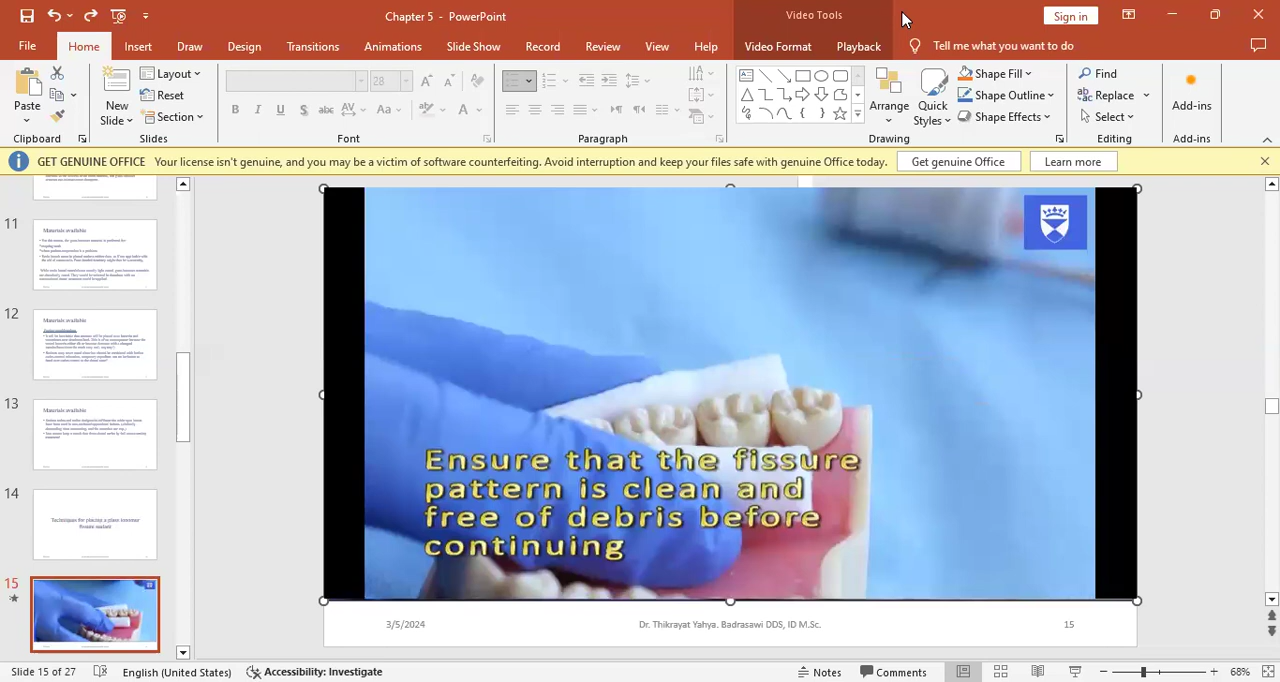 Chapter 5 - PowerPoint
Video Tools
Sign in
File
Home
Insert
Draw
Design
Transitions
Animations
Slide Show
Record
Review
View
Help
Video Format
Playback
Tell me what you want to do
Paste
New
Slide
Layout
Reset
Section
28
Arrange
Quick
Styles
Shape Fill
Shape Outline
Shape Effects
Find
Replace
Select
Add-ins
Clipboard
Slides
Font
Paragraph
Drawing
Editing
Add-ins
GET GENUINE OFFICE Your license isn't genuine, and you may be a victim of software counterfeiting. Avoid interruption and keep your files safe with genuine Office today.
Get genuine Office
Learn more
11
Materials available
12
Materials available
13
Materials available
14
Techniques for placing a glass ionomer
fissure sealant
15
Ensure that the fissure
pattern is clean and
free of debris before
continuing
3/5/2024
Dr. Thikrayat Yahya. Badrasawi DDS, ID M.Sc.
15
Slide 15 of 27
English (United States)
Accessibility: Investigate
Notes
Comments
68%